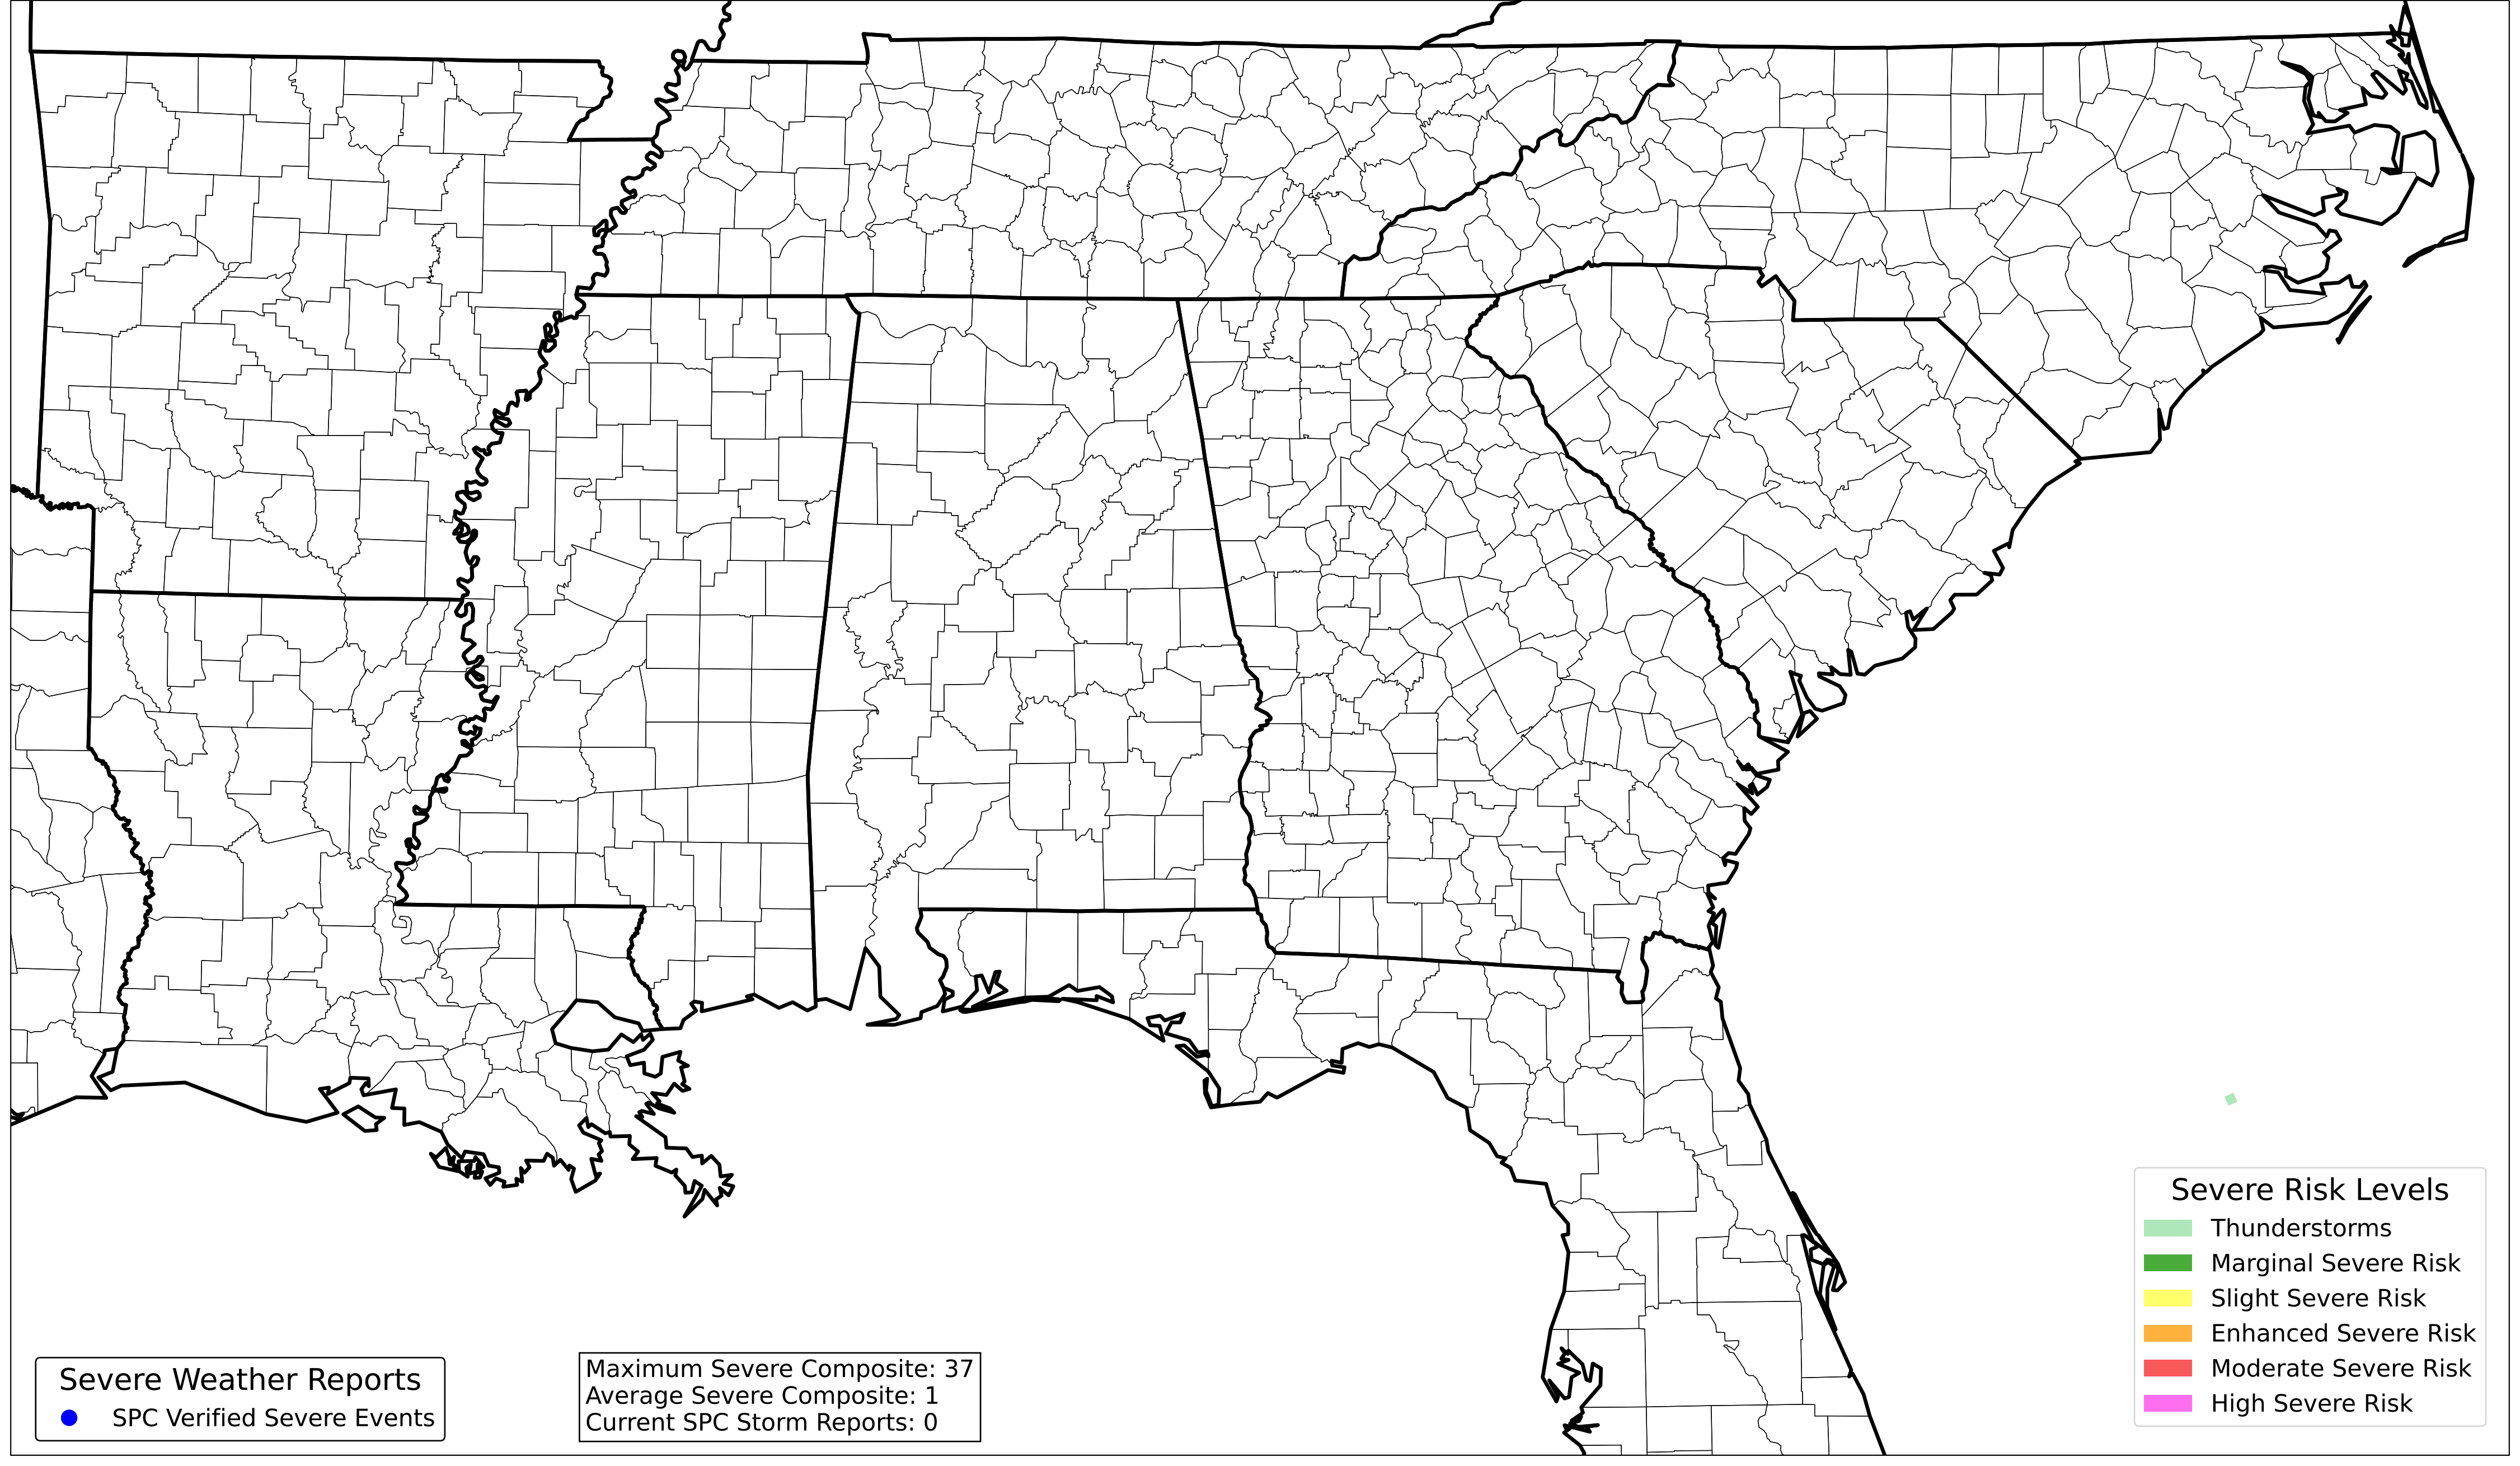 Severe Risk Levels
Thunderstorms
Marginal Severe Risk
Slight Severe Risk
Enhanced Severe Risk
Moderate Severe Risk
High Severe Risk
Severe Weather Reports
SPC Verified Severe Events
Maximum Severe Composite: 37
Average Severe Composite: 1
Current SPC Storm Reports: 0